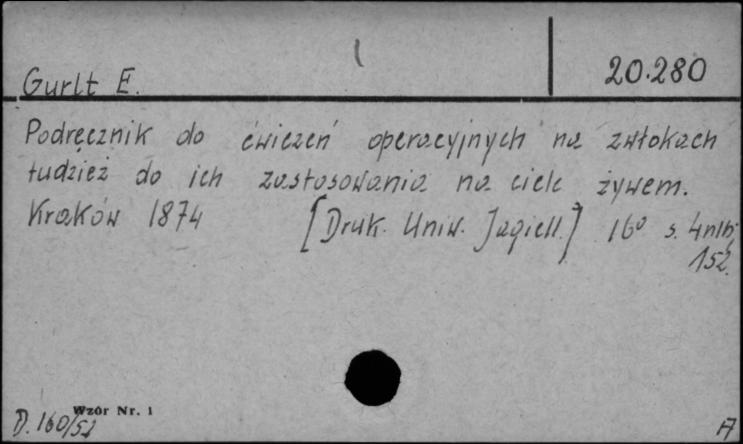 Gurlt E.
20.280
Podręcznik do ćwiczeń operacyjnych na zwłokach
tudzież do ich zastosowania na ciele żywem.
Kraków 1874 [Druk. Uniw. Jagiell.] 16° s. 4nlb.
152.
Wzór Nr. 1
D. 160/52
A